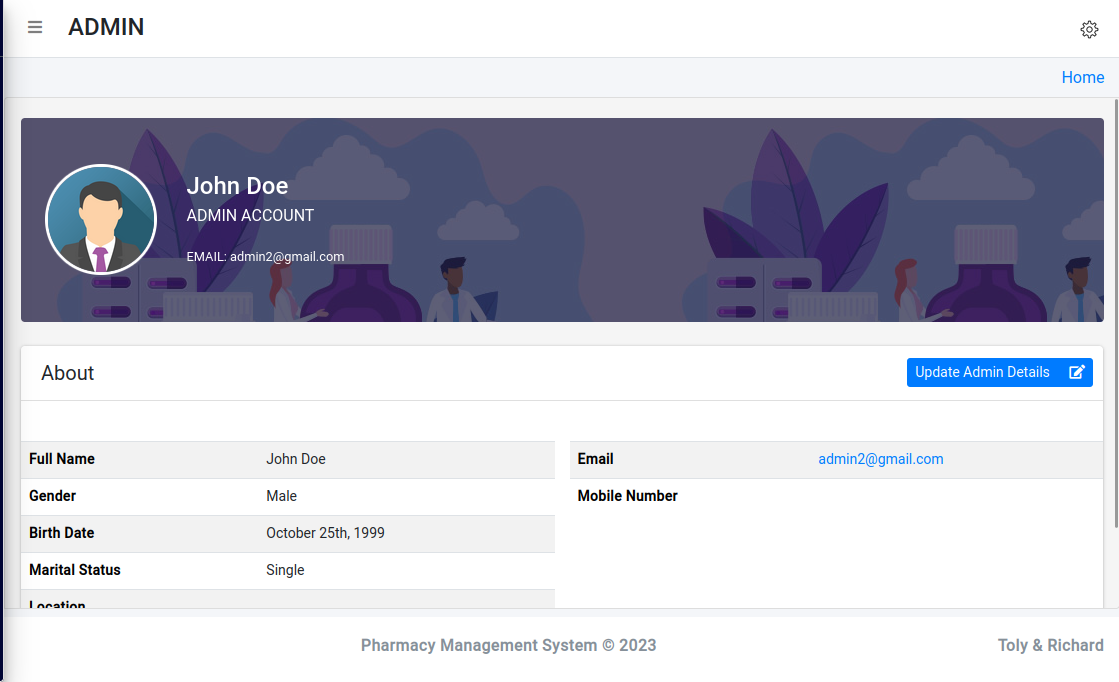 ADMIN
Home
John Doe
ADMIN ACCOUNT
EMAIL: admin2@gmail.com
About
Update Admin Details
Full Name John Doe
Email admin2@gmail.com
Gender Male
Mobile Number
Birth Date October 25th, 1999
Marital Status Single
Location
Pharmacy Management System © 2023
Toly & Richard